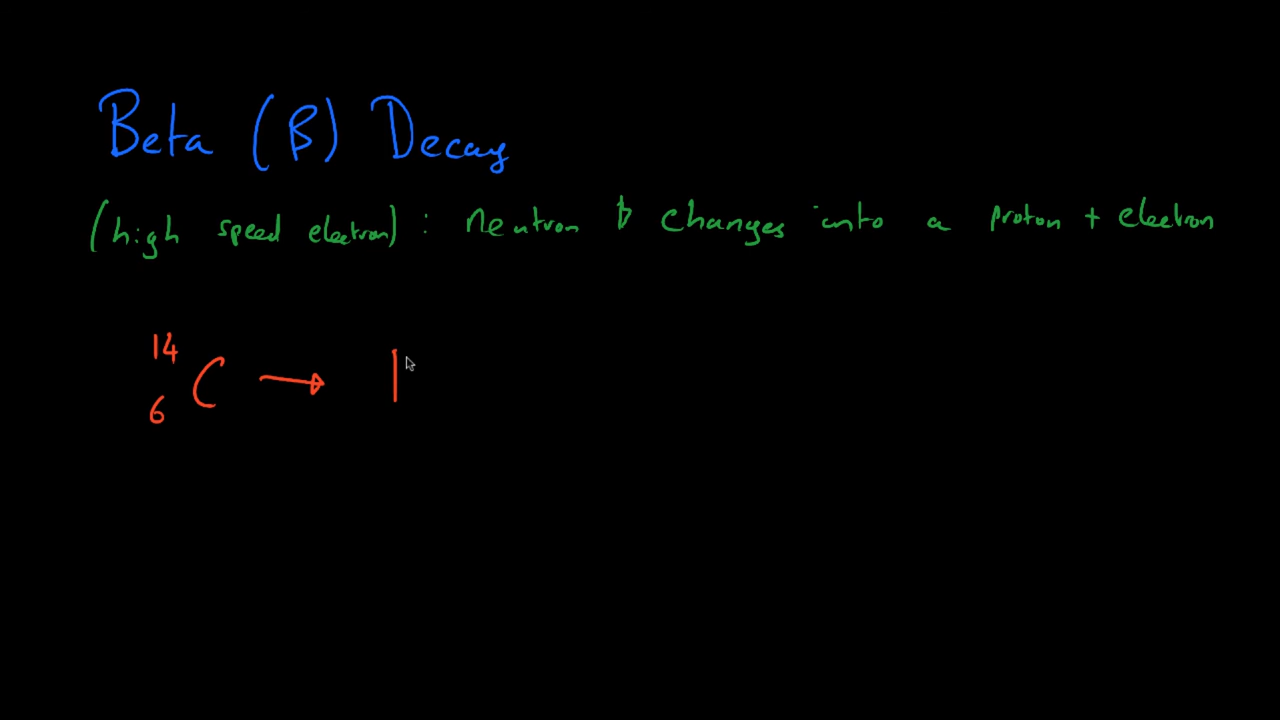 Beta (β) Decay
(high speed electron) : neutron changes into a proton + electron
14
6 C →